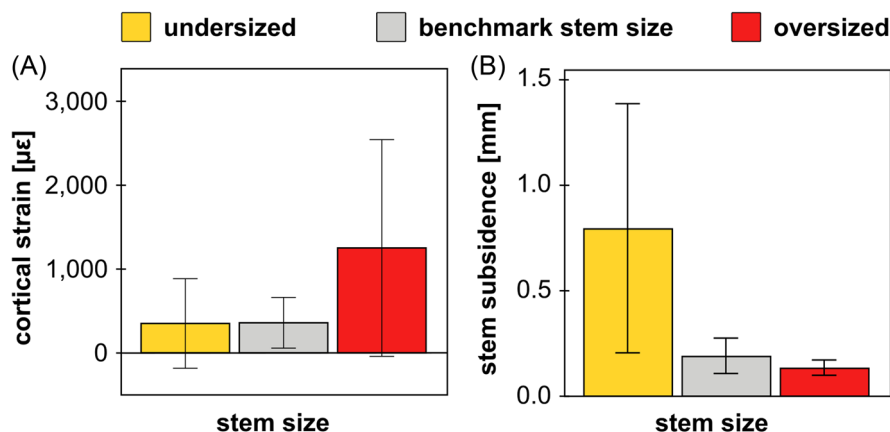 undersized benchmark stem size oversized
(A)
cortical strain [µε]
3,000
2,000
1,000
0
stem size
(B)
stem subsidence [mm]
1.5
1.0
0.5
0.0
stem size